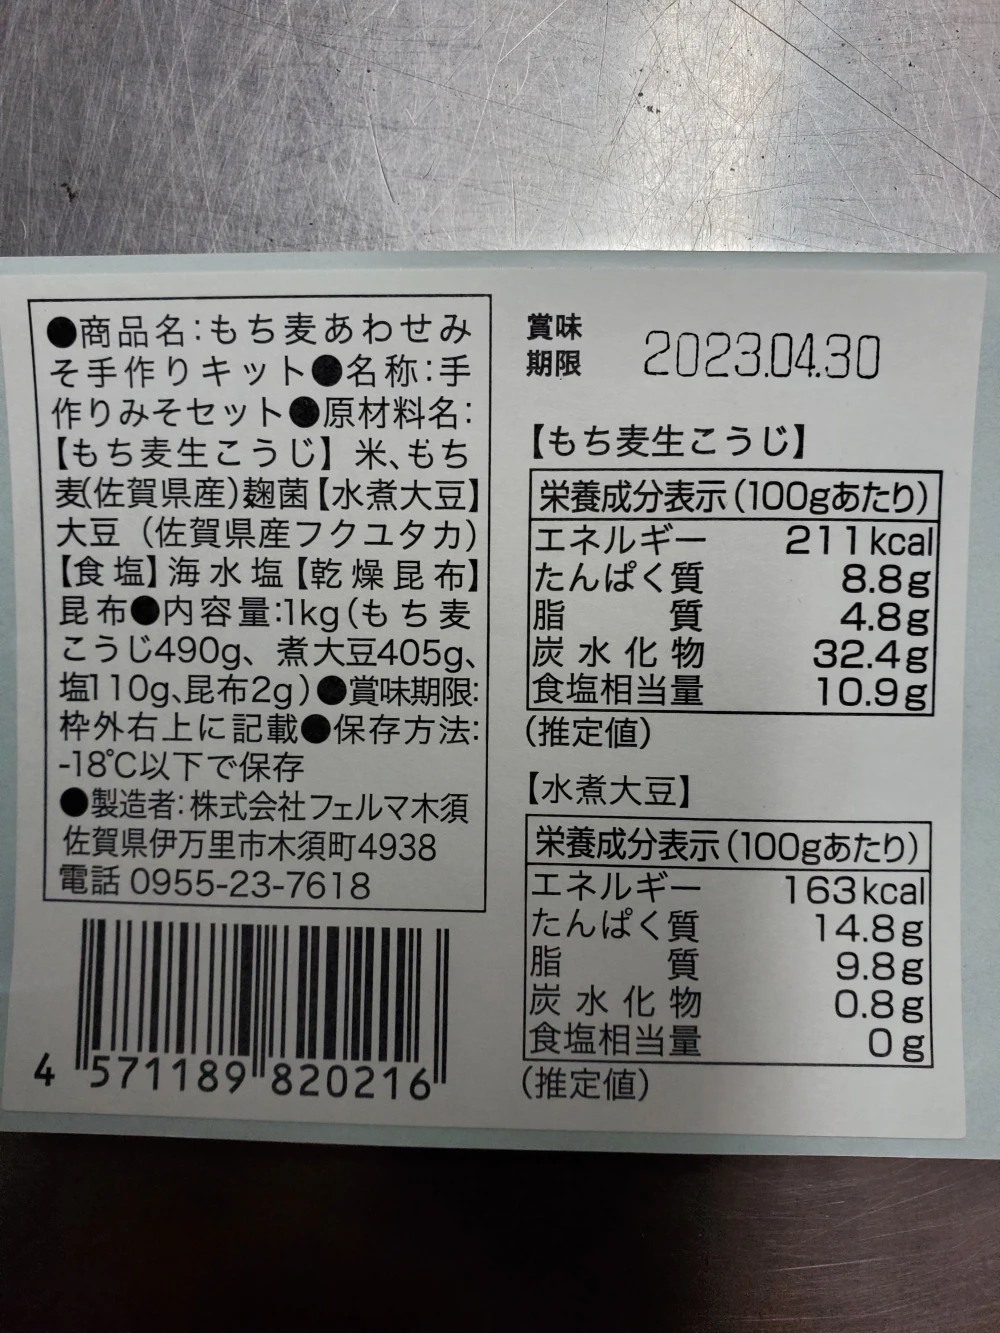 ●商品名:もち麦あわせみ
そ手作りキット●名称:手
作りみそセット●原材料名:
【もち麦生こうじ】米、もち
麦(佐賀県産)麹菌【水煮大豆】
大豆(佐賀県産フクユタカ)
【食塩】海水塩【乾燥昆布】
昆布●内容量:1kg(もち麦
こうじ490g、煮大豆405g、
塩110g、昆布2g)●賞味期限:
枠外右上に記載●保存方法:
-18℃以下で保存
●製造者:株式会社フェルマ木須
佐賀県伊万里市木須町4938
電話 0955-23-7618
4 571189 820216
賞味
期限 2023.04.30
【もち麦生こうじ】
栄養成分表示(100gあたり)
エネルギー 211kcal
たんぱく質 8.8g
脂質 4.8g
炭水化物 32.4g
食塩相当量 10.9g
(推定値)
【水煮大豆】
栄養成分表示(100gあたり)
エネルギー 163kcal
たんぱく質 14.8g
脂質 9.8g
炭水化物 0.8g
食塩相当量 0g
(推定値)